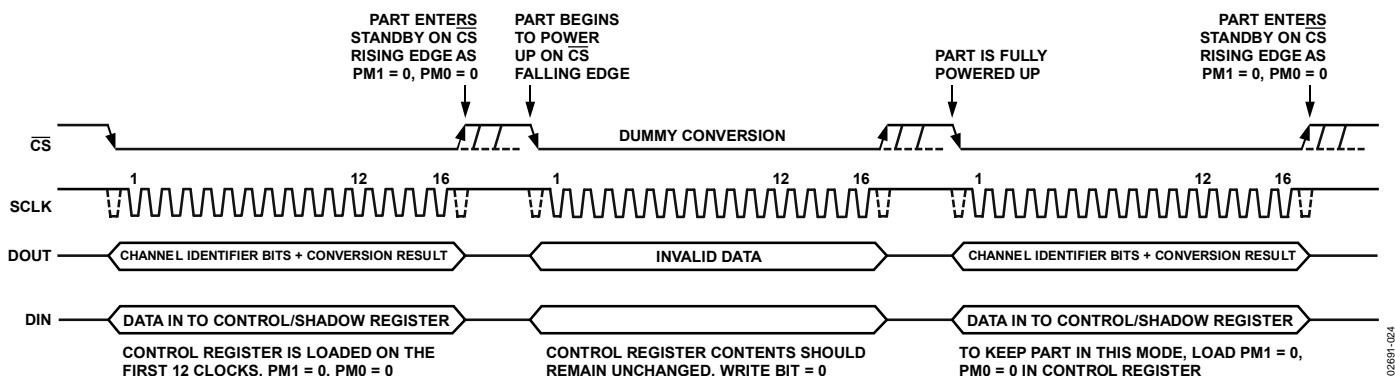 PART ENTERS
STANDBY ON CS
RISING EDGE AS
PM1 = 0, PM0 = 0
PART BEGINS
TO POWER
UP ON CS
FALLING EDGE
PART IS FULLY
POWERED UP
PART ENTERS
STANDBY ON CS
RISING EDGE AS
PM1 = 0, PM0 = 0
CS
DUMMY CONVERSION
SCLK
1 12 16 1 12 16 1 12 16
DOUT
CHANNEL IDENTIFIER BITS + CONVERSION RESULT
INVALID DATA
CHANNEL IDENTIFIER BITS + CONVERSION RESULT
DIN
DATA IN TO CONTROL/SHADOW REGISTER
DATA IN TO CONTROL/SHADOW REGISTER
CONTROL REGISTER IS LOADED ON THE
FIRST 12 CLOCKS, PM1 = 0, PM0 = 0
CONTROL REGISTER CONTENTS SHOULD
REMAIN UNCHANGED, WRITE BIT = 0
TO KEEP PART IN THIS MODE, LOAD PM1 = 0,
PM0 = 0 IN CONTROL REGISTER
02691-024